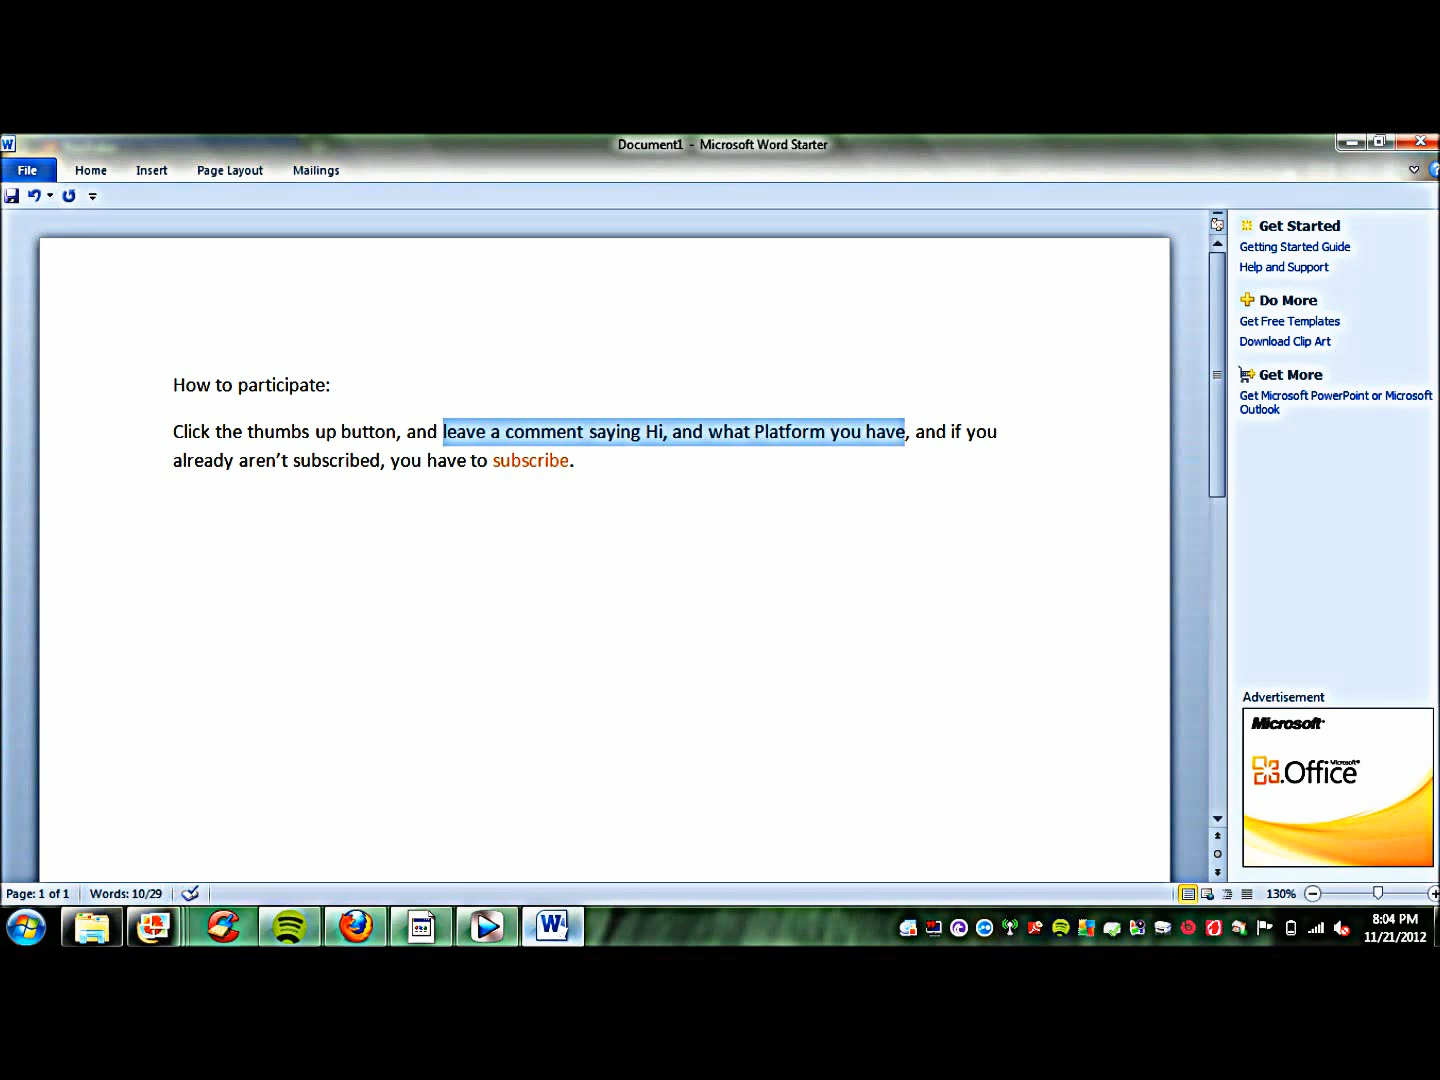 Document1 - Microsoft Word Starter
File Home Insert Page Layout Mailings
Get Started
Getting Started Guide
Help and Support
Do More
Get Free Templates
Download Clip Art
Get More
Get Microsoft PowerPoint or Microsoft
Outlook
How to participate:
Click the thumbs up button, and leave a comment saying Hi, and what Platform you have, and if you
already aren't subscribed, you have to subscribe.
Advertisement
Microsoft
Microsoft
Office
Page: 1 of 1 Words: 10/29 130%
8:04 PM
11/21/2012